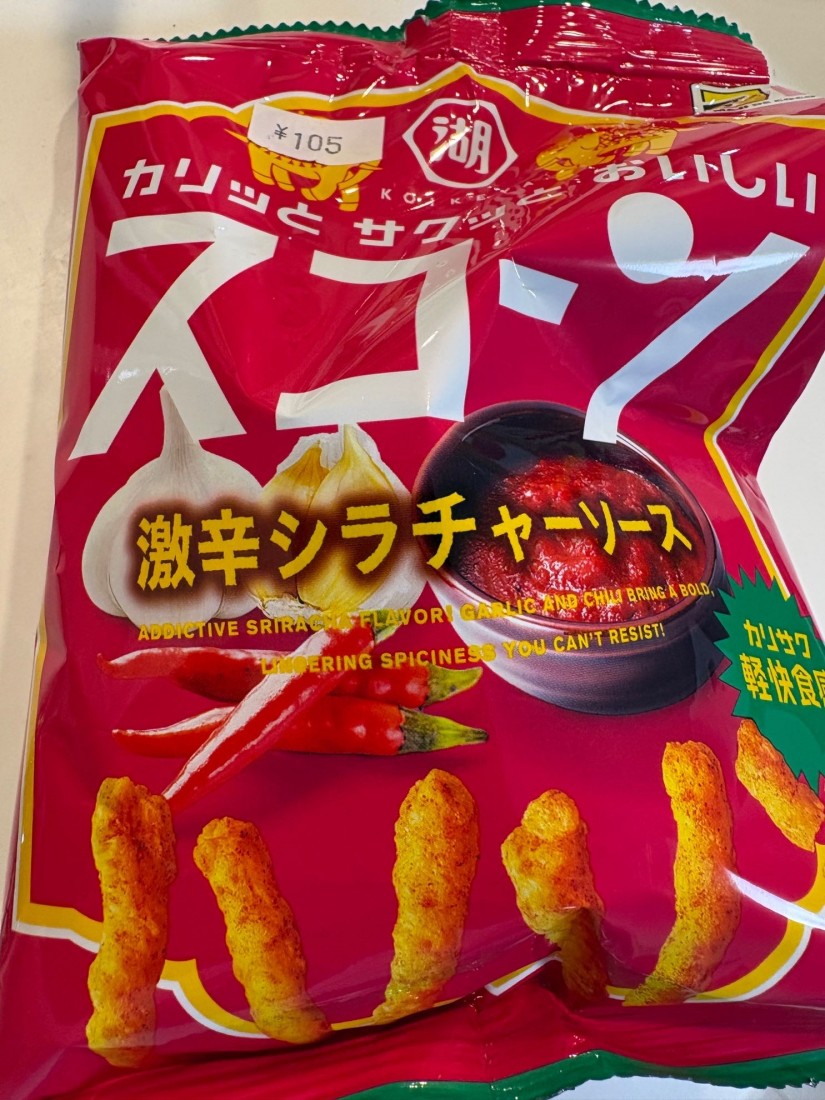 ¥105
湖
カリッと サクッと おいしい
スコーン
激辛シラチャーソース
ADDICTIVE SRIRACHA FLAVOR! GARLIC AND CHILI BRING A BOLD,
LINGERING SPICINESS YOU CAN'T RESIST!
カリサク
軽快食感